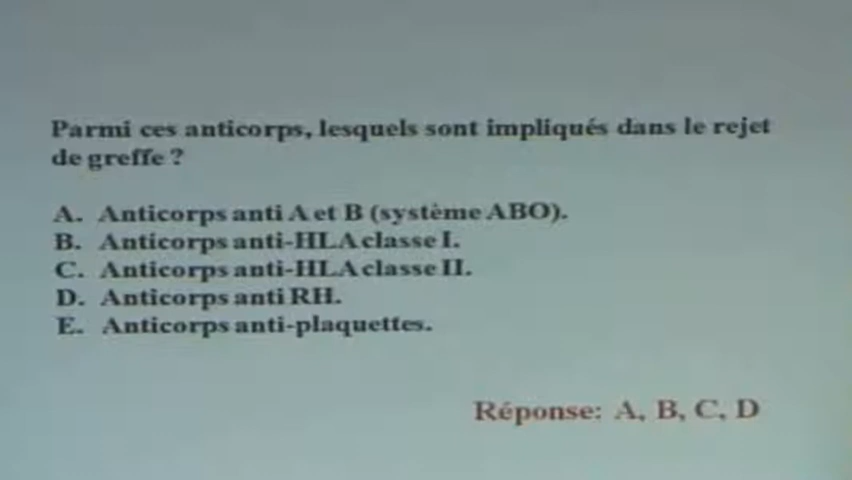 Parmi ces anticorps, lesquels sont impliqués dans le rejet
de greffe ?
A. Anticorps anti A et B (système ABO).
B. Anticorps anti-HLA classe I.
C. Anticorps anti-HLA classe II.
D. Anticorps anti RH.
E. Anticorps anti-plaquettes.
Réponse: A, B, C, D